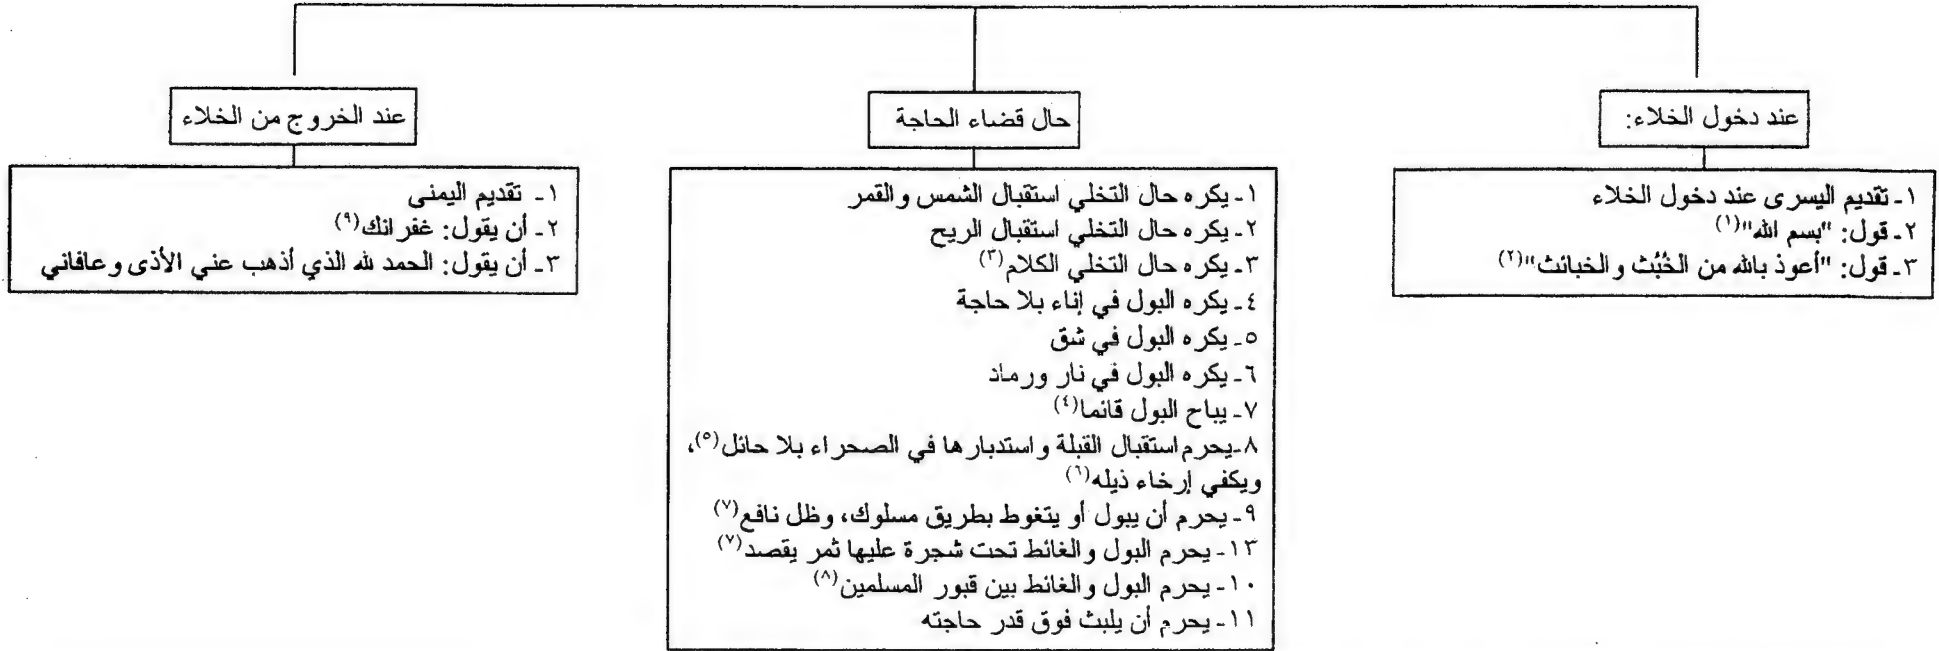 عند دخول الخلاء:
١- تقديم اليسرى عند دخول الخلاء
٢- قول: "بسم الله"(١)
٣- قول: "أعوذ بالله من الخُبُث والخبائث"(٢)
حال قضاء الحاجة
١- يكره حال التخلي استقبال الشمس والقمر
٢- يكره حال التخلي استقبال الريح
٣- يكره حال التخلي الكلام(٣)
٤- يكره البول في إناء بلا حاجة
٥- يكره البول في شق
٦- يكره البول في نار ورماد
٧- يباح البول قائما(٤)
٨- يحرم استقبال القبلة واستدبارها في الصحراء بلا حائل(٥)،
ويكفي إرخاء ذيله(٦)
٩- يحرم أن يبول أو يتغوط بطريق مسلوك، وظل نافع(٧)
١٣- يحرم البول والغائط تحت شجرة عليها ثمر يقصد(٧)
١٠- يحرم البول والغائط بين قبور المسلمين(٨)
١١- يحرم أن يلبث فوق قدر حاجته
عند الخروج من الخلاء
١- تقديم اليمنى
٢- أن يقول: غفرانك(٩)
٣- أن يقول: الحمد لله الذي أذهب عني الأذى وعافاني